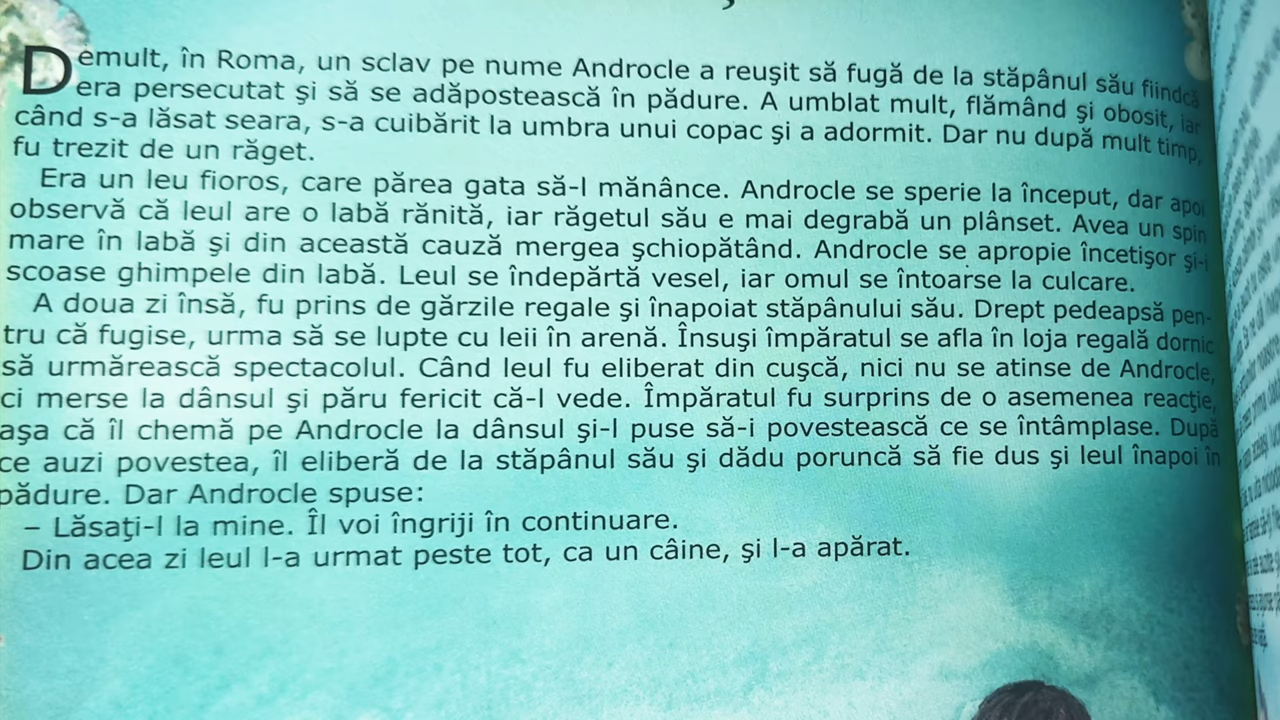 Demult, în Roma, un sclav pe nume Androcle a reuşit să fugă de la stăpânul său fiindcă
era persecutat şi să se adăpostească în pădure. A umblat mult, flămând şi obosit, iar
când s-a lăsat seara, s-a cuibărit la umbra unui copac şi a adormit. Dar nu după mult timp,
fu trezit de un răget.
Era un leu fioros, care părea gata să-l mănânce. Androcle se sperie la început, dar apoi
observă că leul are o labă rănită, iar răgetul său e mai degrabă un plânset. Avea un spin
mare în labă şi din această cauză mergea şchiopătând. Androcle se apropie încetişor şi-i
scoase ghimpele din labă. Leul se îndepărtă vesel, iar omul se întoarse la culcare.
A doua zi însă, fu prins de gărzile regale şi înapoiat stăpânului său. Drept pedeapsă pen-
tru că fugise, urma să se lupte cu leii în arenă. Însuşi împăratul se afla în loja regală dornic
să urmărească spectacolul. Când leul fu eliberat din cuşcă, nici nu se atinse de Androcle,
ci merse la dânsul şi păru fericit că-l vede. Împăratul fu surprins de o asemenea reacţie,
aşa că îl chemă pe Androcle la dânsul şi-l puse să-i povestească ce se întâmplase. După
ce auzi povestea, îl eliberă de la stăpânul său şi dădu poruncă să fie dus şi leul înapoi în
pădure. Dar Androcle spuse:
– Lăsaţi-l la mine. Îl voi îngriji în continuare.
Din acea zi leul l-a urmat peste tot, ca un câine, şi l-a apărat.